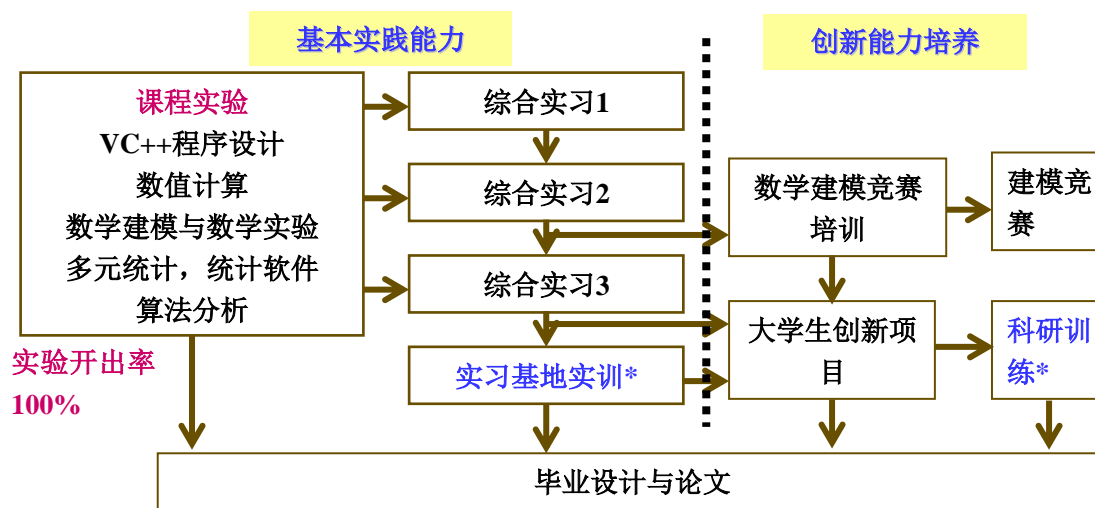 基本实践能力
创新能力培养
课程实验
VC++程序设计
数值计算
数学建模与数学实验
多元统计，统计软件
算法分析
实验开出率
100%
综合实习1
综合实习2
综合实习3
实习基地实训*
数学建模竞赛
培训
建模竞
赛
大学生创新项
目
科研训
练*
毕业设计与论文